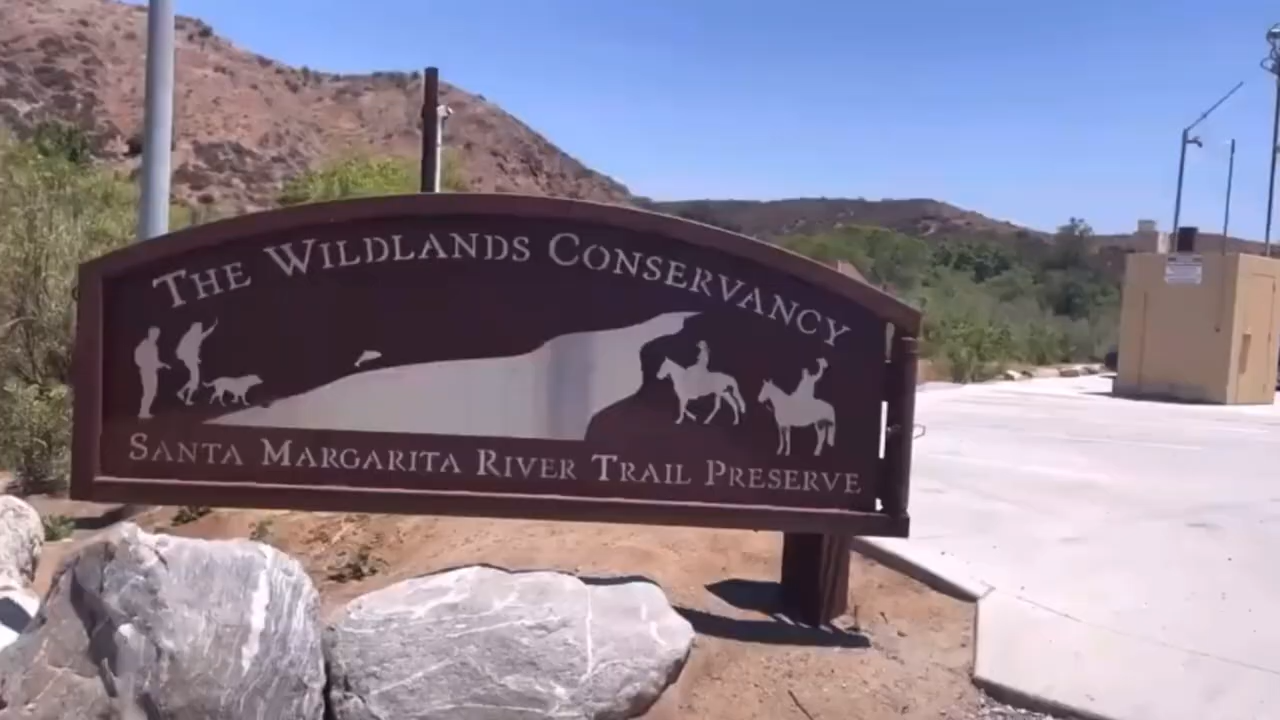 THE WILDLANDS CONSERVANCY
SANTA MARGARITA RIVER TRAIL PRESERVE